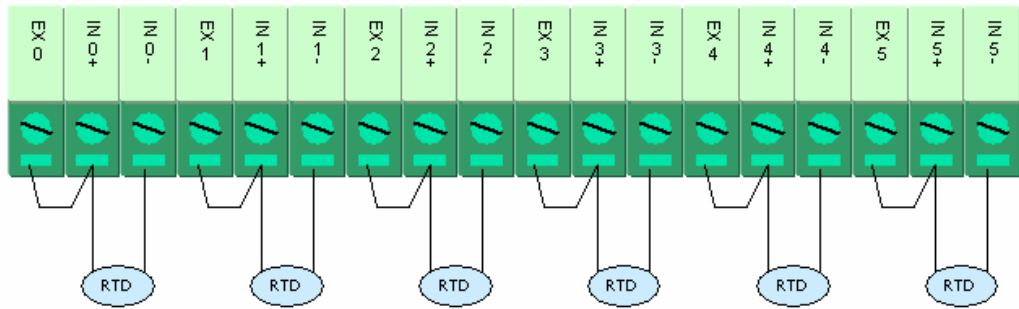 EX 0
IN 0+
IN 0-
EX 1
IN 1+
IN 1-
EX 2
IN 2+
IN 2-
EX 3
IN 3+
IN 3-
EX 4
IN 4+
IN 4-
EX 5
IN 5+
IN 5-
RTD
RTD
RTD
RTD
RTD
RTD